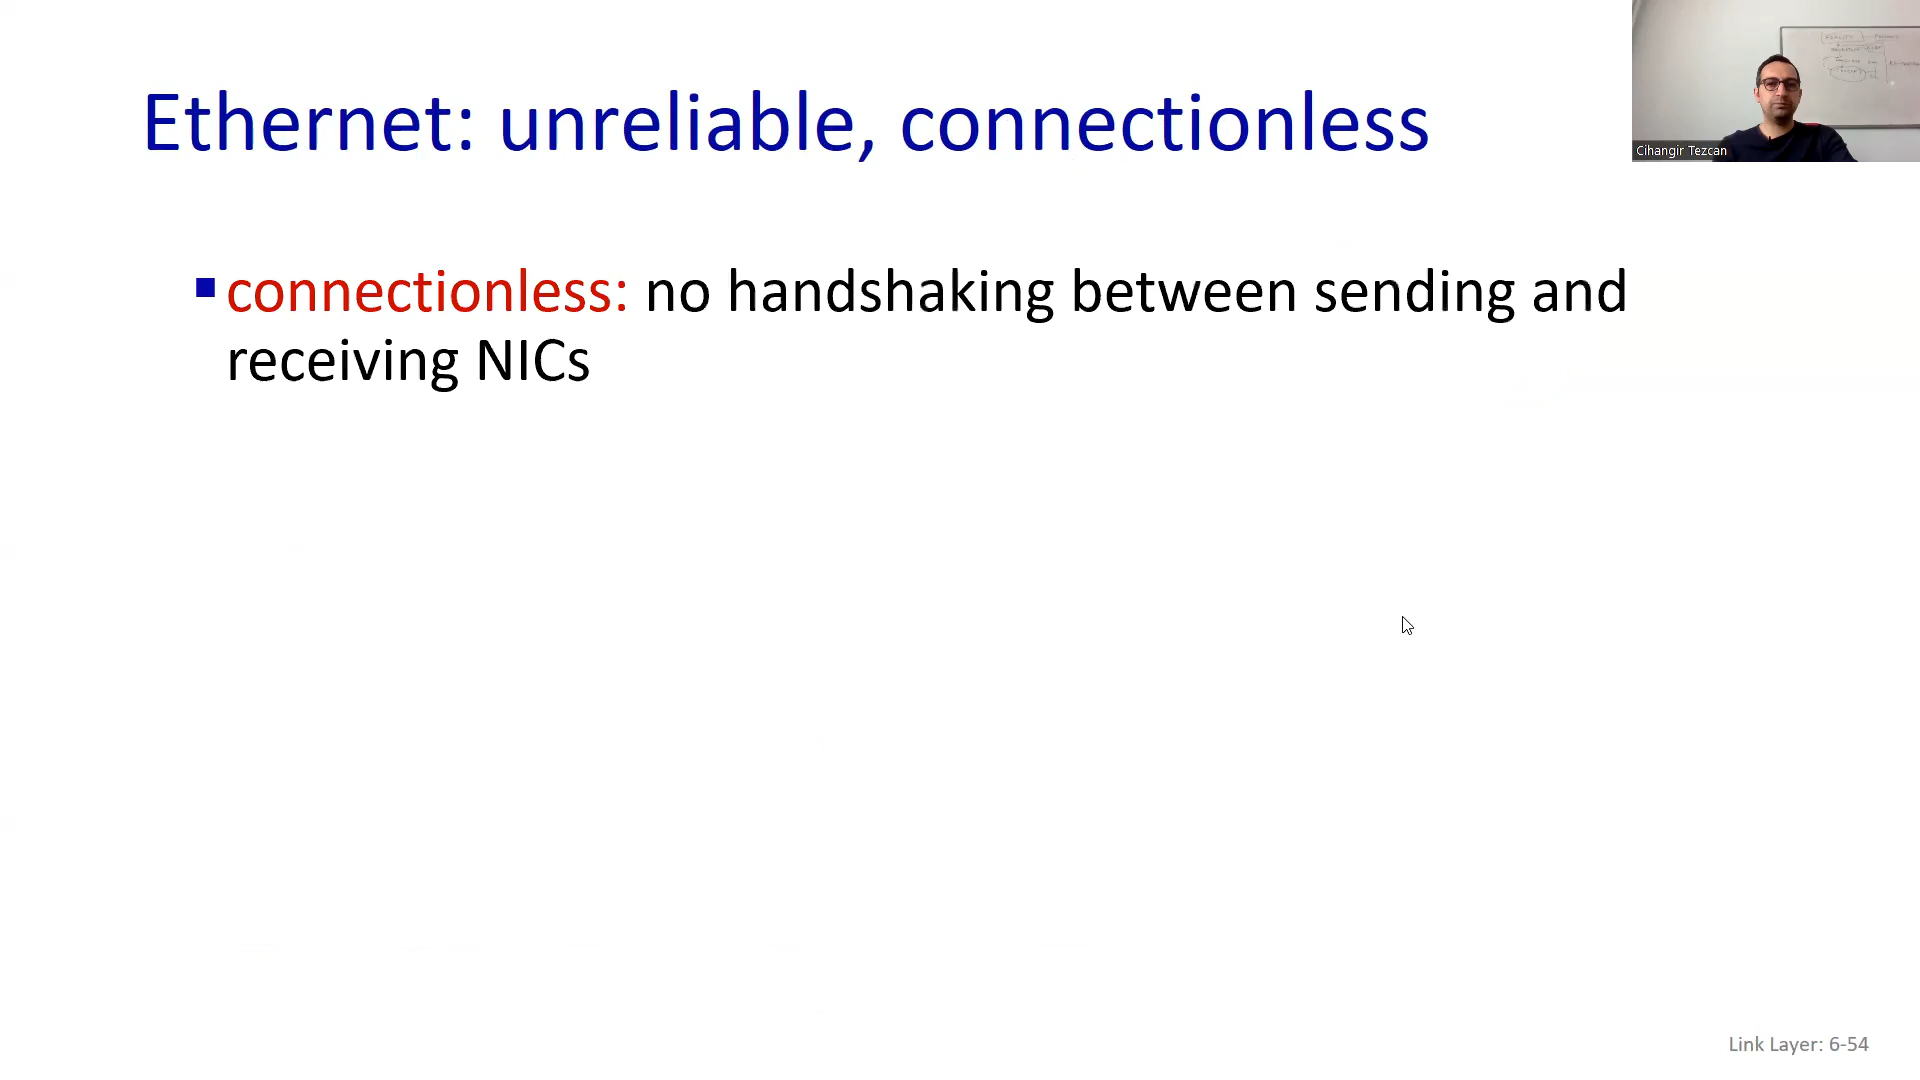 Ethernet: unreliable, connectionless
Cihangir Tezcan
connectionless: no handshaking between sending and
receiving NICs
Link Layer: 6-54